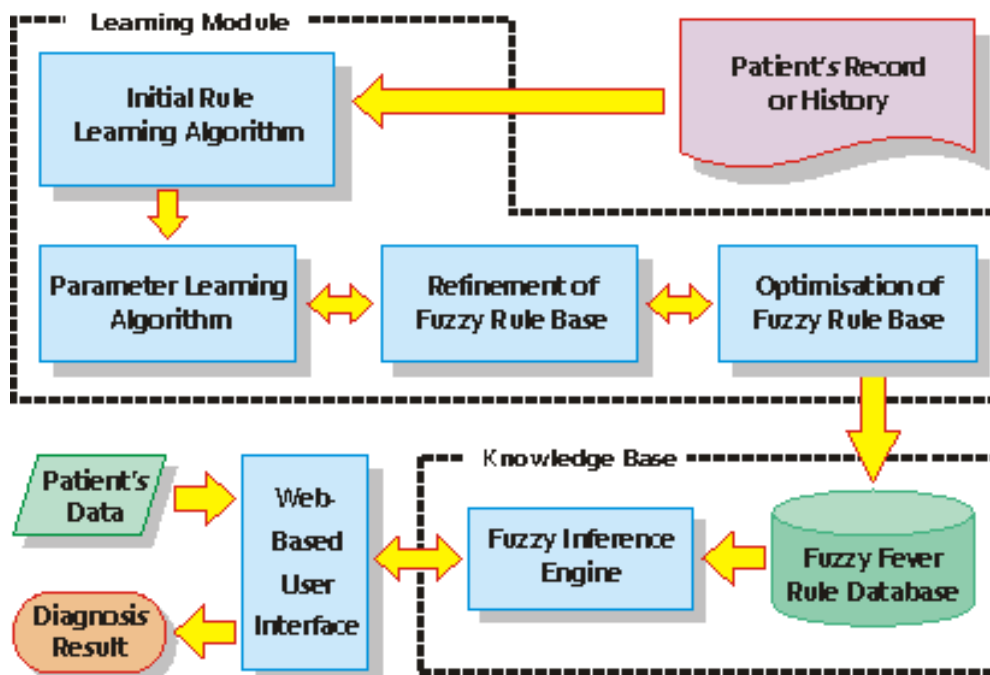 Learning Module
Initial Rule
Learning Algorithm
Patient's Record
or History
Parameter Learning
Algorithm
Refinement of
Fuzzy Rule Base
Optimisation of
Fuzzy Rule Base
Patient's
Data
Web-
Based
User
Interface
Diagnosis
Result
Knowledge Base
Fuzzy Inference
Engine
Fuzzy Fever
Rule Database